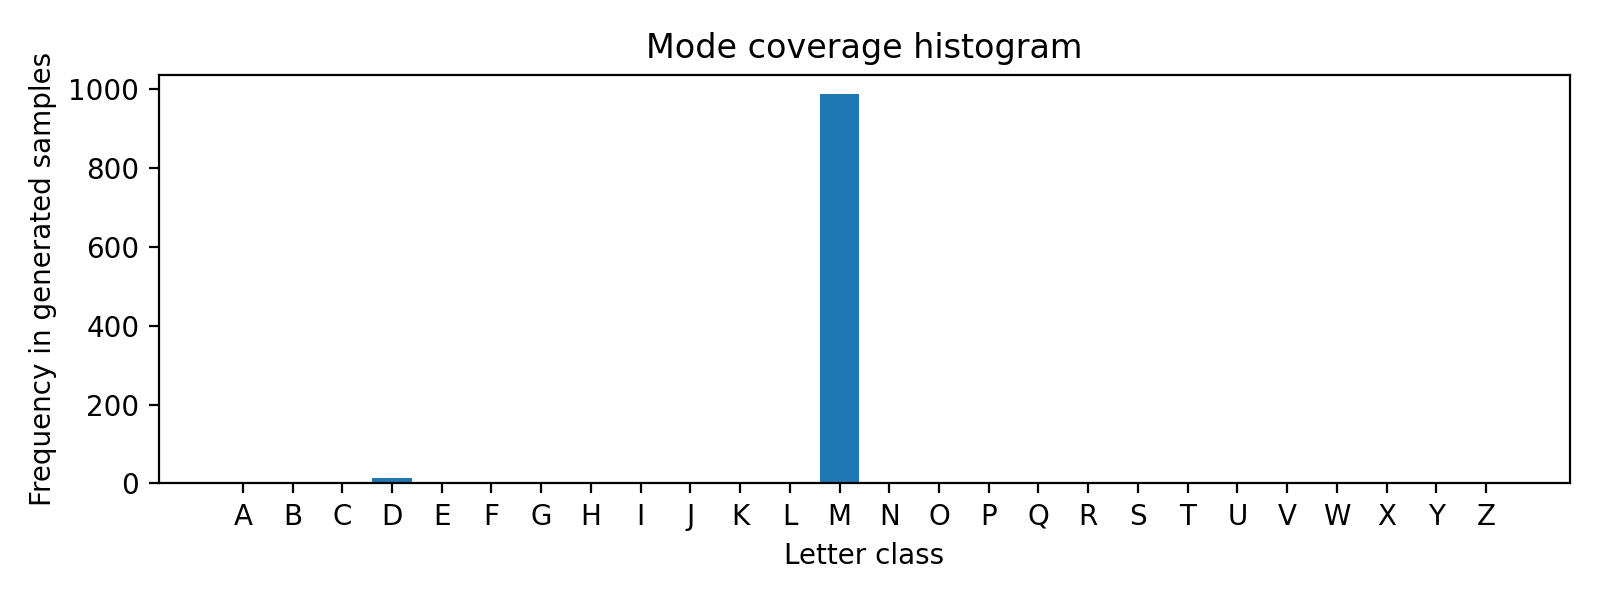 Mode coverage histogram
Frequency in generated samples
1000
800
600
400
200
0
A B C D E F G H I J K L M N O P Q R S T U V W X Y Z
Letter class